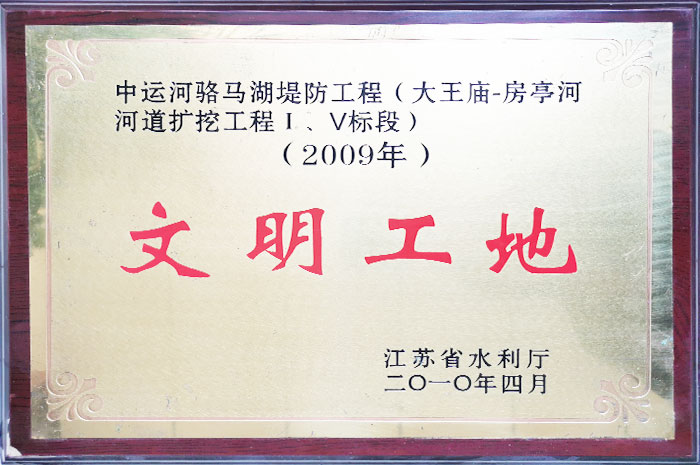 中运河骆马湖堤防工程（大王庙-房亭河
河道扩挖工程Ⅰ、V标段）
（2009年）
文明工地
江苏省水利厅
二〇一〇年四月